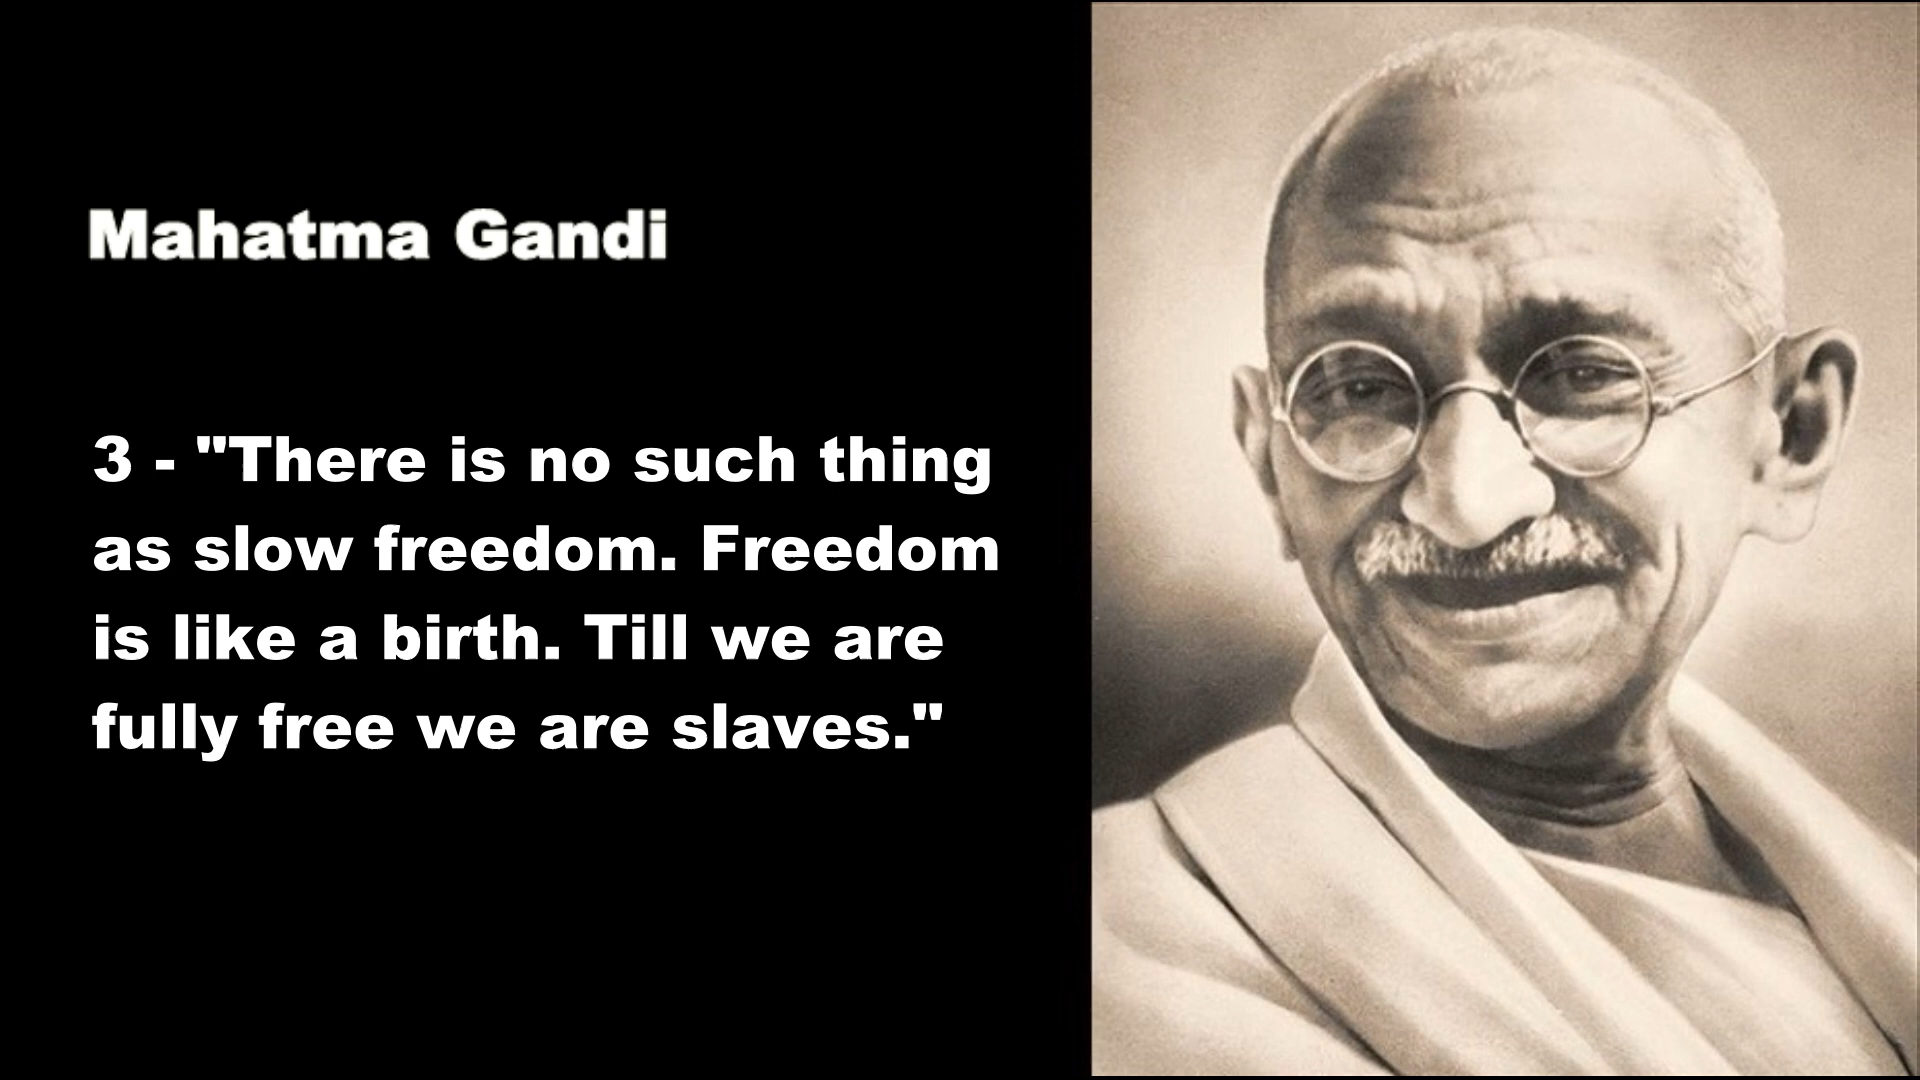 Mahatma Gandi
3 - "There is no such thing
as slow freedom. Freedom
is like a birth. Till we are
fully free we are slaves."